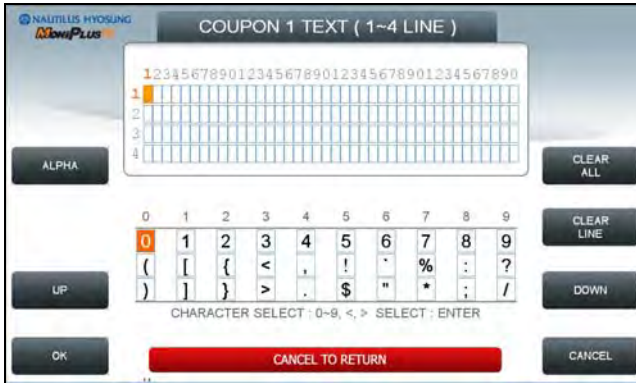 NAUTILUS HYOSUNG
MoniPlus
COUPON 1 TEXT ( 1~4 LINE )
1234567890123456789012345678901234567890
1
2
3
4
ALPHA
CLEAR ALL
0 1 2 3 4 5 6 7 8 9
0 1 2 3 4 5 6 7 8 9
( [ { < , ! ` % : ?
) ] } > . $ " * ; /
CLEAR LINE
UP
DOWN
CHARACTER SELECT : 0~9, <, > SELECT : ENTER
OK
CANCEL TO RETURN
CANCEL